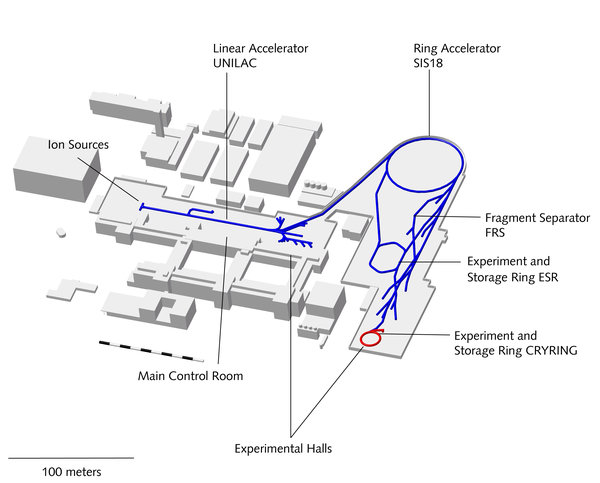 Linear Accelerator
UNILAC
Ring Accelerator
SIS18
Ion Sources
Fragment Separator
FRS
Experiment and
Storage Ring ESR
Experiment and
Storage Ring CRYRING
Main Control Room
Experimental Halls
100 meters